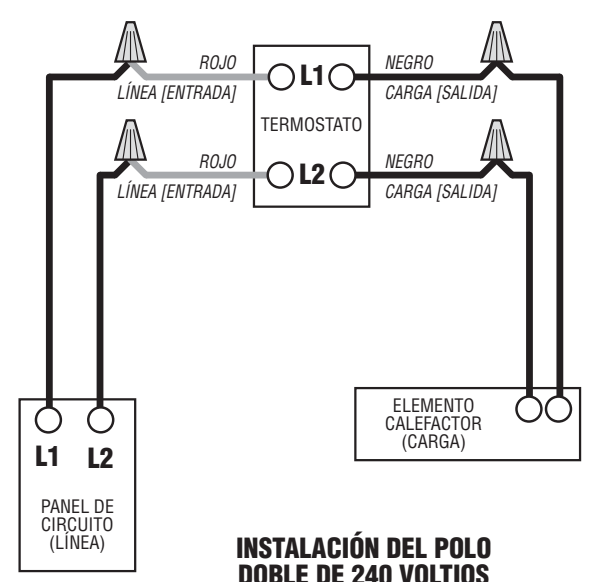 ROJO
L1
NEGRO
LÍNEA [ENTRADA]
CARGA [SALIDA]
TERMOSTATO
ROJO
L2
NEGRO
LÍNEA [ENTRADA]
CARGA [SALIDA]
L1 L2
PANEL DE
CIRCUITO
(LÍNEA)
ELEMENTO
CALEFACTOR
(CARGA)
INSTALACIÓN DEL POLO
DOBLE DE 240 VOLTIOS